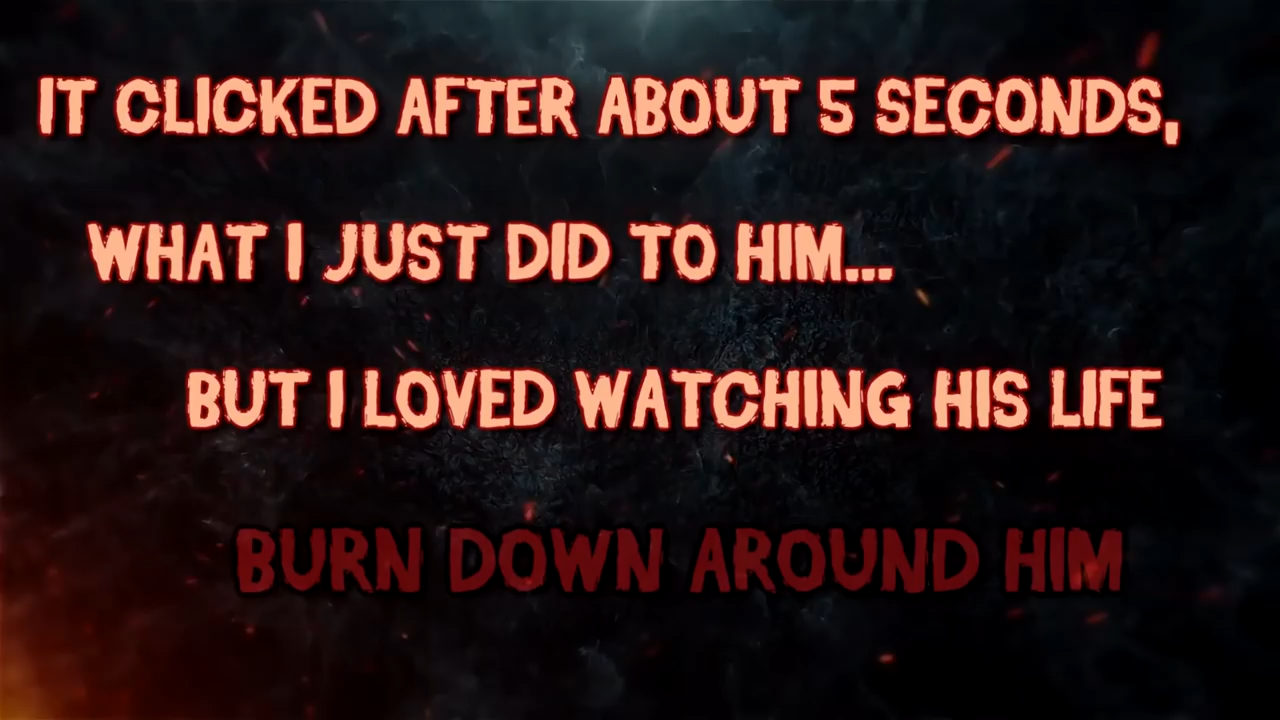 IT CLICKED AFTER ABOUT 5 SECONDS,
WHAT I JUST DID TO HIM...
BUT I LOVED WATCHING HIS LIFE
BURN DOWN AROUND HIM